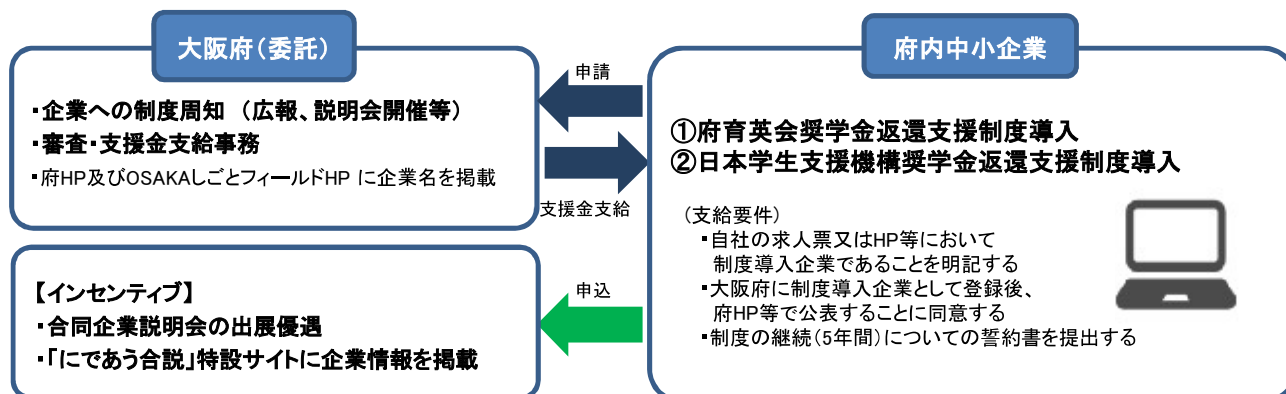 大阪府(委託)
・企業への制度周知 (広報、説明会開催等)
・審査・支援金支給事務
・府HP及びOSAKAしごとフィールドHP に企業名を掲載
【インセンティブ】
・合同企業説明会の出展優遇
・「にであう合説」特設サイトに企業情報を掲載
申請
支援金支給
申込
府内中小企業
①府育英会奨学金返還支援制度導入
②日本学生支援機構奨学金返還支援制度導入
(支給要件)
・自社の求人票又はHP等において
制度導入企業であることを明記する
・大阪府に制度導入企業として登録後、
府HP等で公表することに同意する
・制度の継続(5年間)についての誓約書を提出する